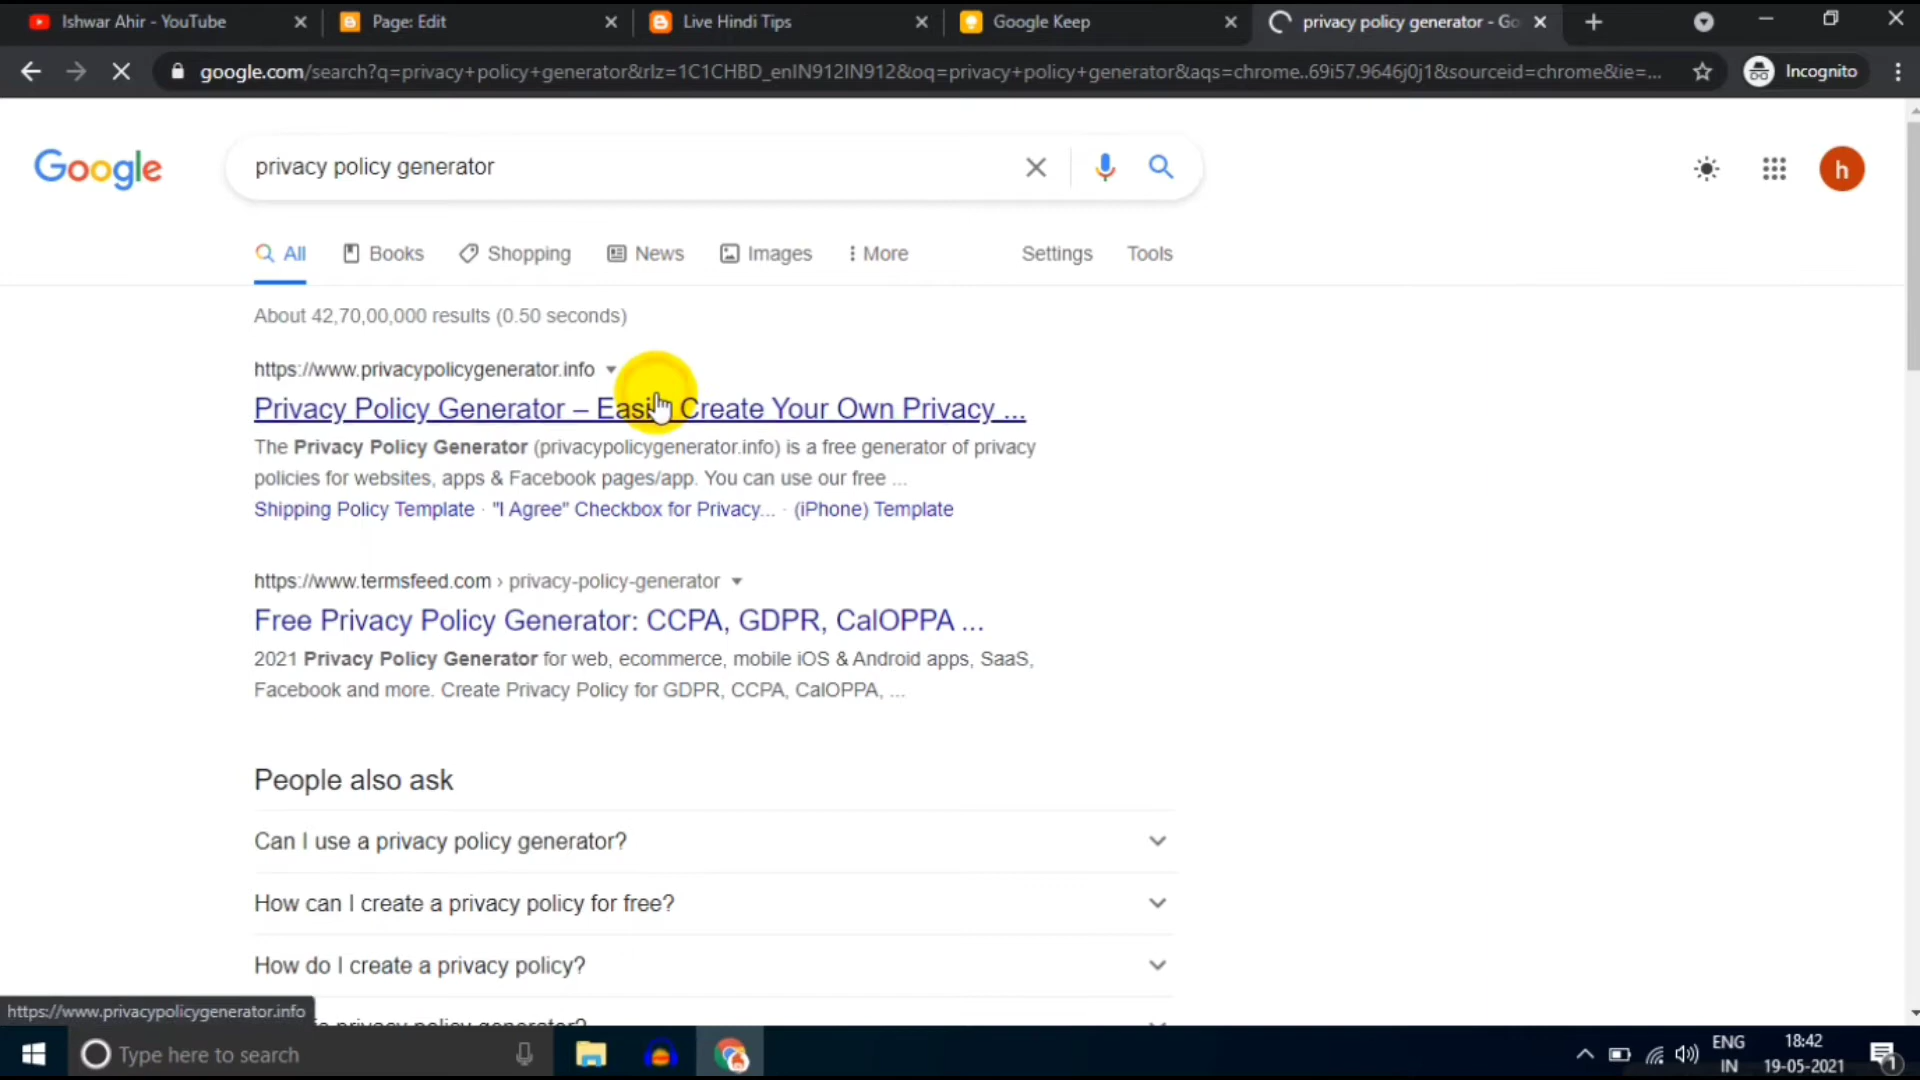 Ishwar Ahir - YouTube
Page: Edit
Live Hindi Tips
Google Keep
privacy policy generator - Go
google.com/search?q=privacy+policy+generator&rlz=1C1CHBD_enIN912IN912&oq=privacy+policy+generator&aqs=chrome..69i57.9646j0j1&sourceid=chrome&ie=...
Incognito
Google
privacy policy generator
h
All
Books
Shopping
News
Images
More
Settings
Tools
About 42,70,00,000 results (0.50 seconds)
https://www.privacypolicygenerator.info
Privacy Policy Generator – Easi Create Your Own Privacy ...
The Privacy Policy Generator (privacypolicygenerator.info) is a free generator of privacy
policies for websites, apps & Facebook pages/app. You can use our free ...
Shipping Policy Template · "I Agree" Checkbox for Privacy... · (iPhone) Template
https://www.termsfeed.com › privacy-policy-generator
Free Privacy Policy Generator: CCPA, GDPR, CalOPPA ...
2021 Privacy Policy Generator for web, ecommerce, mobile iOS & Android apps, SaaS,
Facebook and more. Create Privacy Policy for GDPR, CCPA, CalOPPA, ...
People also ask
Can I use a privacy policy generator?
How can I create a privacy policy for free?
How do I create a privacy policy?
privacy policy generator?
https://www.privacypolicygenerator.info
Type here to search
ENG
IN
18:42
19-05-2021
1